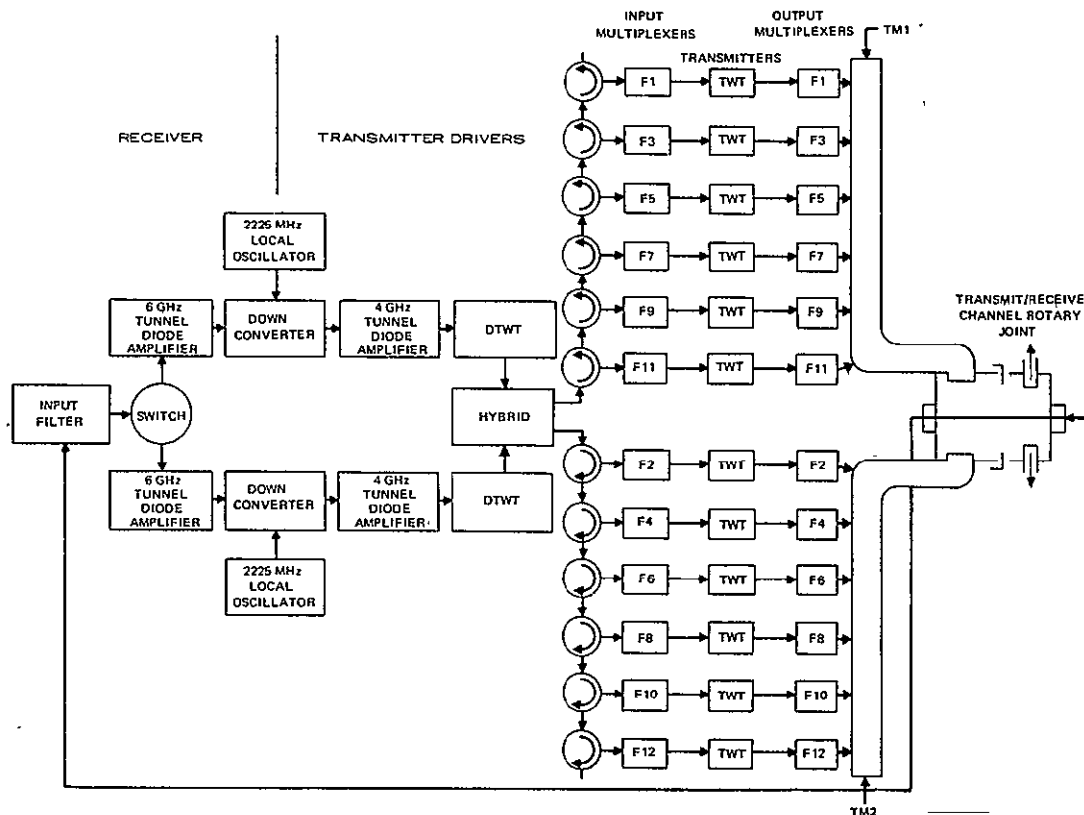 INPUT
MULTIPLEXERS
OUTPUT
MULTIPLEXERS
TM1
TRANSMITTERS
F1 TWT F1
RECEIVER
TRANSMITTER DRIVERS
F3 TWT F3
F5 TWT F5
2225 MHz
LOCAL
OSCILLATOR
F7 TWT F7
6 GHz
TUNNEL
DIODE
AMPLIFIER
DOWN
CONVERTER
4 GHz
TUNNEL
DIODE
AMPLIFIER
DTWT
F9 TWT F9
TRANSMIT/RECEIVE
CHANNEL ROTARY
JOINT
F11 TWT F11
INPUT
FILTER
SWITCH
HYBRID
F2 TWT F2
6 GHz
TUNNEL
DIODE
AMPLIFIER
DOWN
CONVERTER
4 GHz
TUNNEL
DIODE
AMPLIFIER
DTWT
F4 TWT F4
2225 MHz
LOCAL
OSCILLATOR
F6 TWT F6
F8 TWT F8
F10 TWT F10
F12 TWT F12
TM2